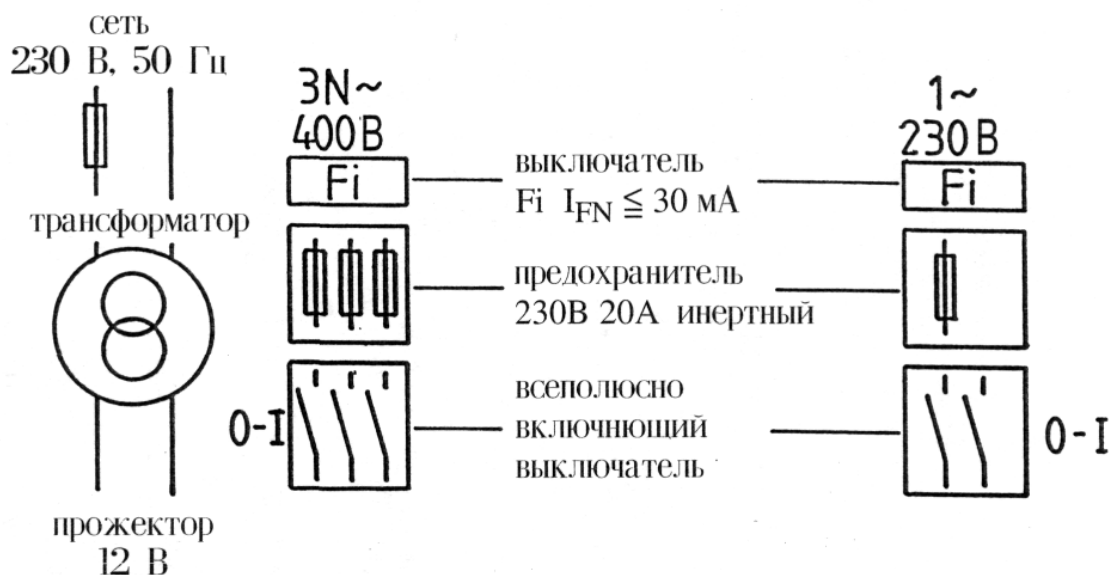 сеть
230 В, 50 Гц
трансформатор
прожектор
12 В
3N~
400В
Fi
0-I
выключатель
Fi I_FN ≦ 30 мА
предохранитель
230В 20А инертный
всеполюсно
включнющий
выключатель
1~
230В
Fi
0-I